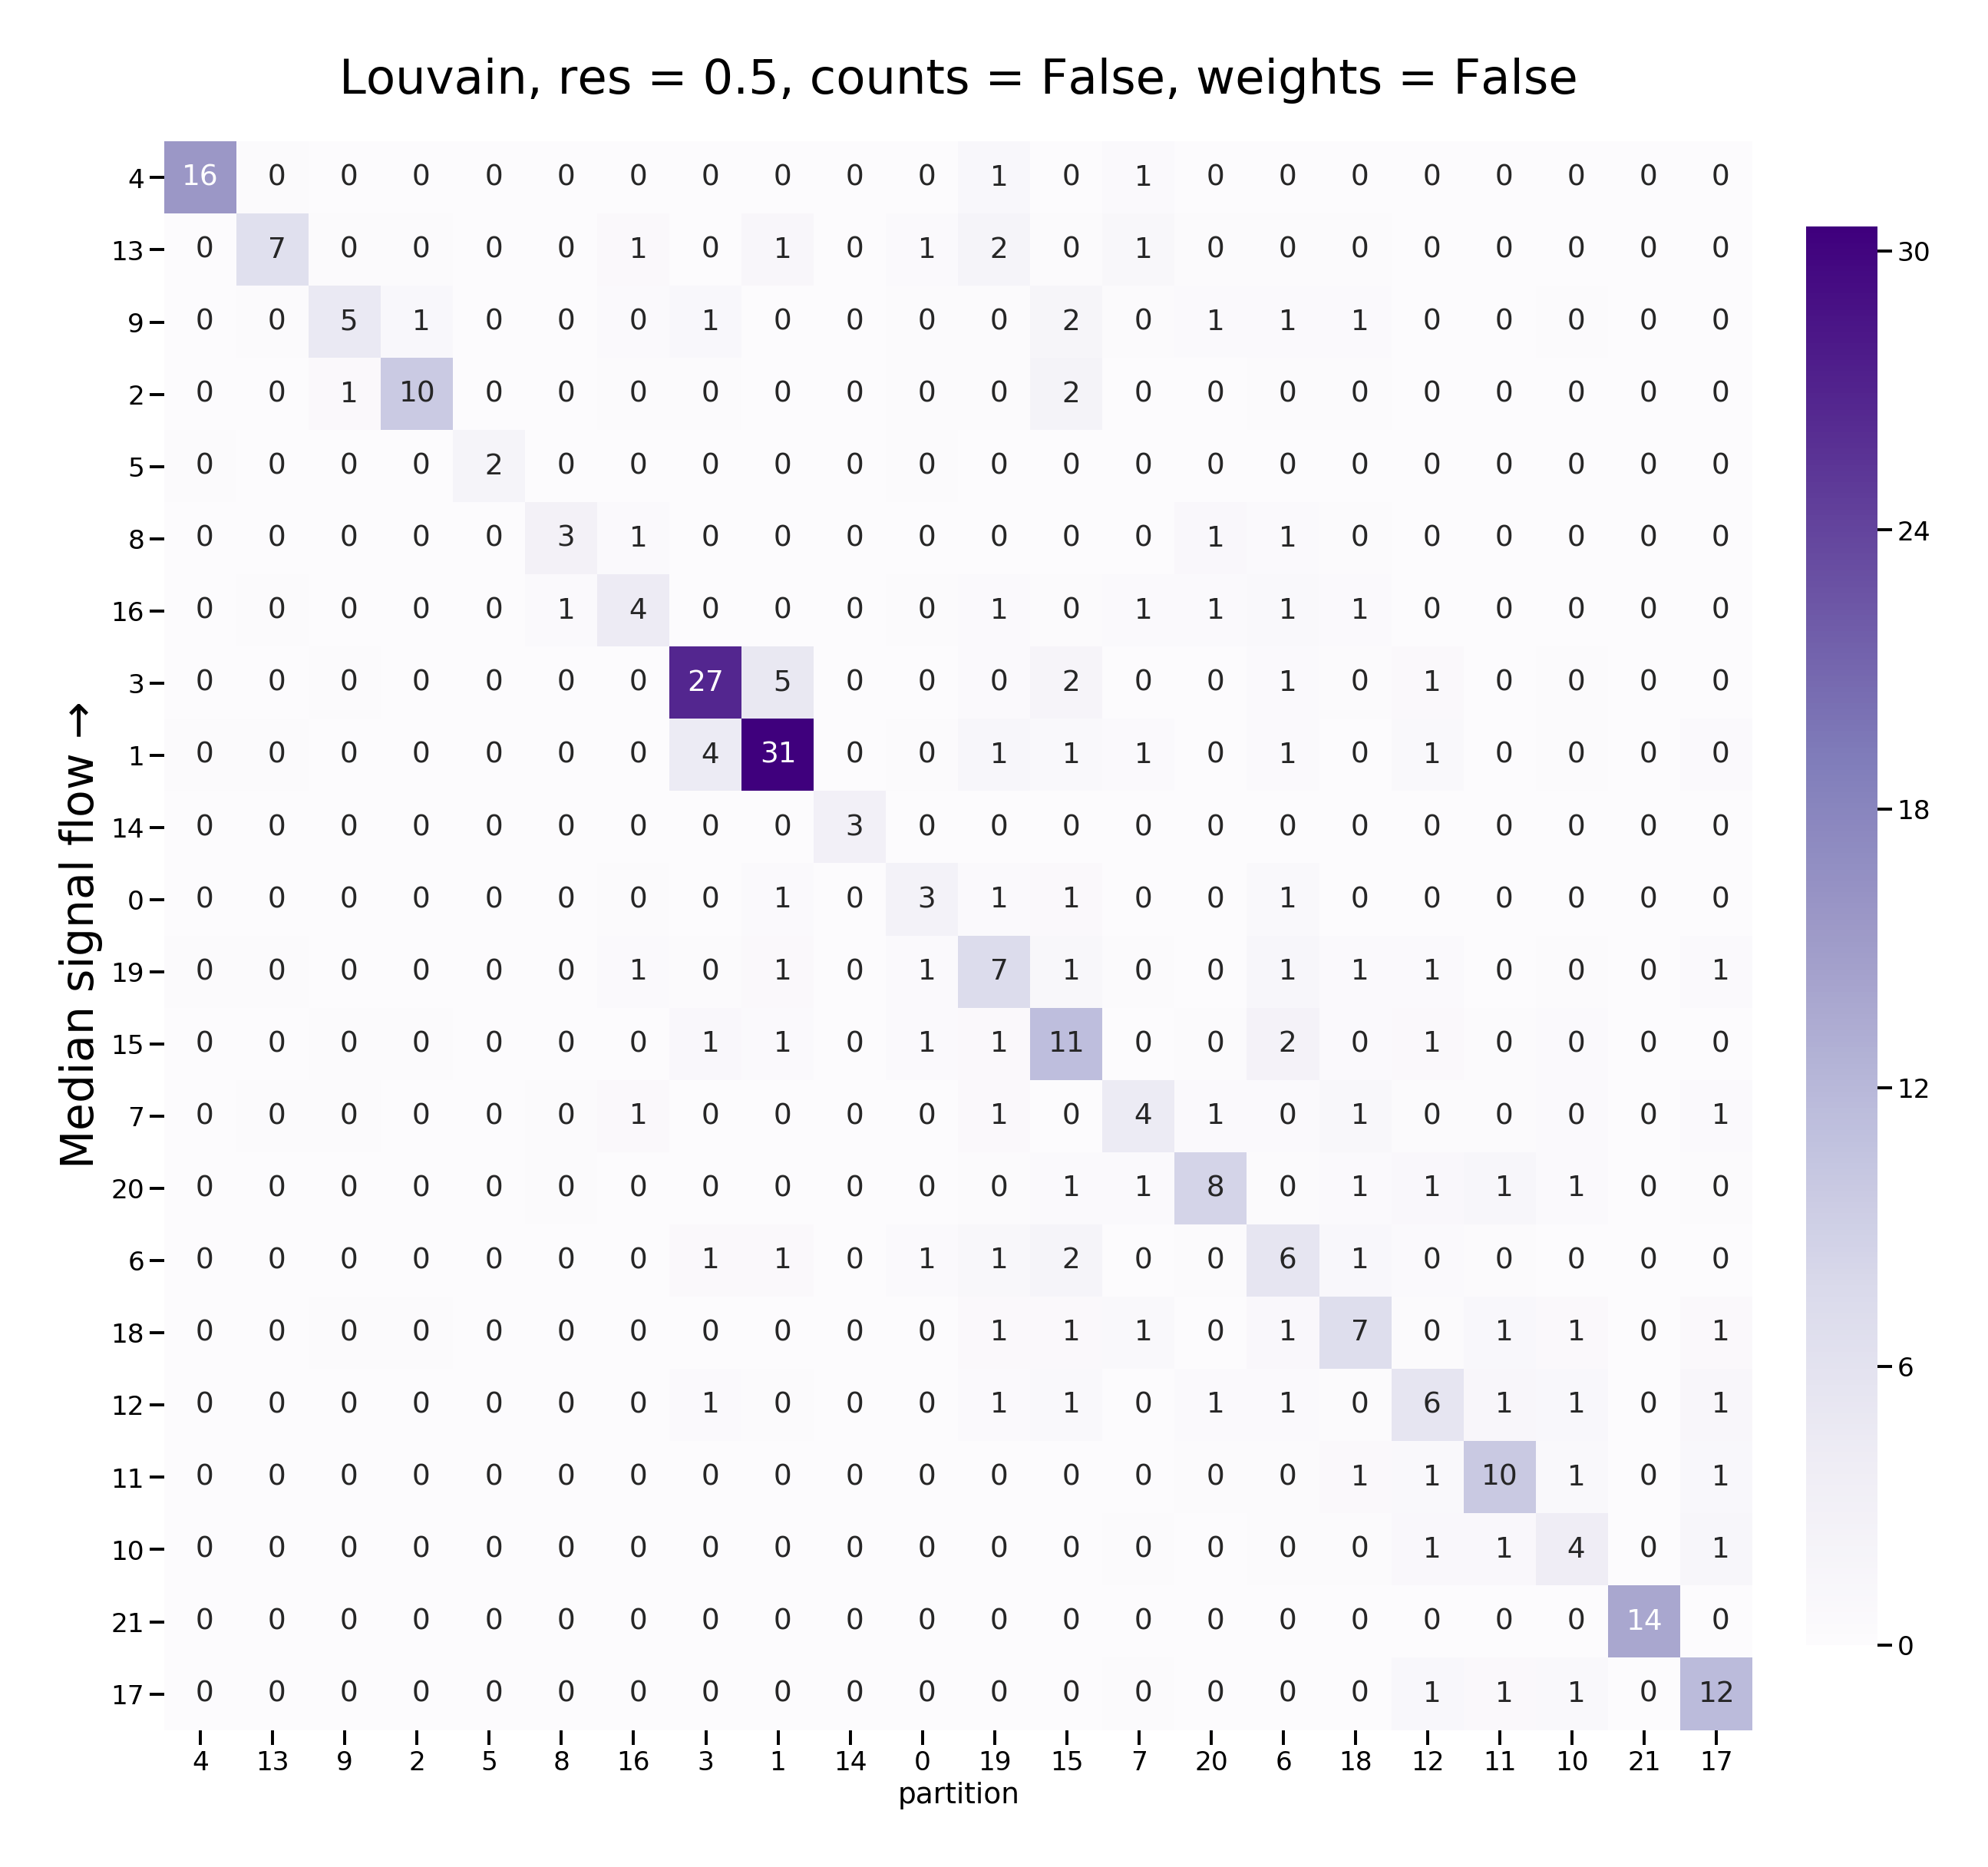 Louvain, res = 0.5, counts = False, weights = False
4 16 0 0 0 0 0 0 0 0 0 0 1 0 1 0 0 0 0 0 0 0 0
13 0 7 0 0 0 0 1 0 1 0 1 2 0 1 0 0 0 0 0 0 0 0
9 0 0 5 1 0 0 0 1 0 0 0 0 2 0 1 1 1 0 0 0 0 0
2 0 0 1 10 0 0 0 0 0 0 0 0 2 0 0 0 0 0 0 0 0 0
5 0 0 0 0 2 0 0 0 0 0 0 0 0 0 0 0 0 0 0 0 0 0
8 0 0 0 0 0 3 1 0 0 0 0 0 0 0 1 1 0 0 0 0 0 0
16 0 0 0 0 0 1 4 0 0 0 0 1 0 1 1 1 1 0 0 0 0 0
3 0 0 0 0 0 0 0 27 5 0 0 0 2 0 0 1 0 1 0 0 0 0
1 0 0 0 0 0 0 0 4 31 0 0 1 1 1 0 1 0 1 0 0 0 0
14 0 0 0 0 0 0 0 0 0 3 0 0 0 0 0 0 0 0 0 0 0 0
0 0 0 0 0 0 0 0 0 1 0 3 1 1 0 0 1 0 0 0 0 0 0
19 0 0 0 0 0 0 1 0 1 0 1 7 1 0 0 1 1 1 0 0 0 1
15 0 0 0 0 0 0 0 1 1 0 1 1 11 0 0 2 0 1 0 0 0 0
7 0 0 0 0 0 0 1 0 0 0 0 1 0 4 1 0 1 0 0 0 0 1
20 0 0 0 0 0 0 0 0 0 0 0 0 1 1 8 0 1 1 1 1 0 0
6 0 0 0 0 0 0 0 1 1 0 1 1 2 0 0 6 1 0 0 0 0 0
18 0 0 0 0 0 0 0 0 0 0 0 1 1 1 0 1 7 0 1 1 0 1
12 0 0 0 0 0 0 0 1 0 0 0 1 1 0 1 1 0 6 1 1 0 1
11 0 0 0 0 0 0 0 0 0 0 0 0 0 0 0 0 1 1 10 1 0 1
10 0 0 0 0 0 0 0 0 0 0 0 0 0 0 0 0 0 1 1 4 0 1
21 0 0 0 0 0 0 0 0 0 0 0 0 0 0 0 0 0 0 0 0 14 0
17 0 0 0 0 0 0 0 0 0 0 0 0 0 0 0 0 0 1 1 1 0 12
4 13 9 2 5 8 16 3 1 14 0 19 15 7 20 6 18 12 11 10 21 17
partition
Median signal flow →
30
24
18
12
6
0